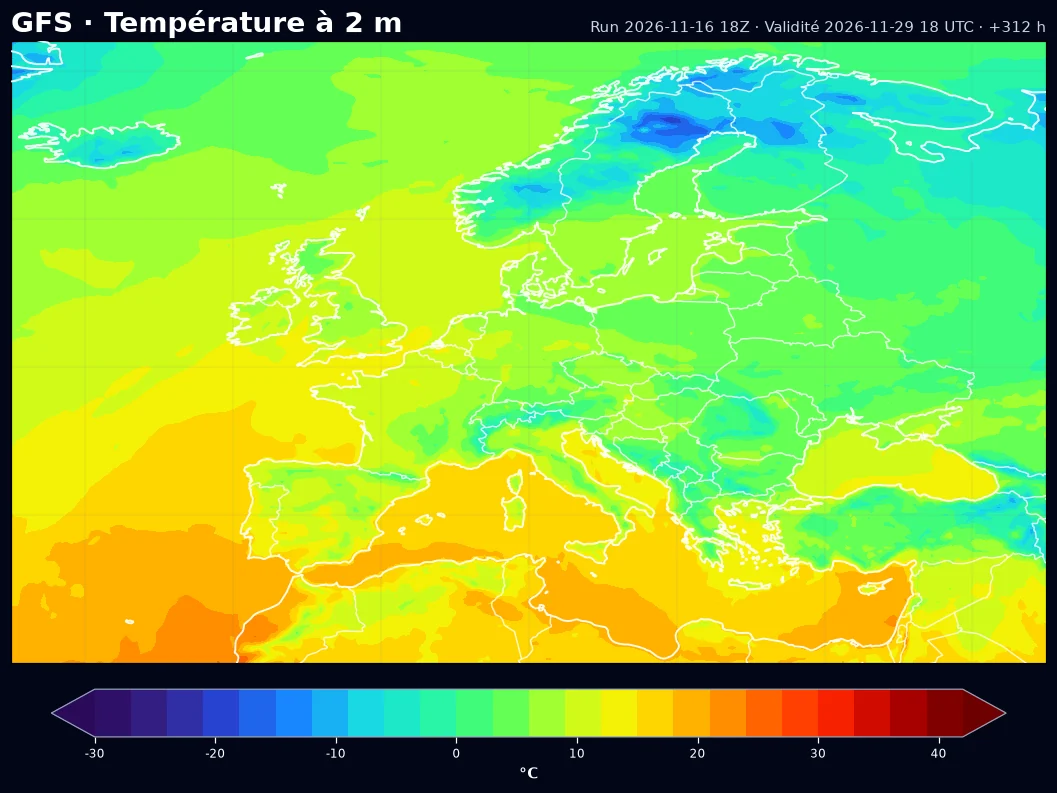 GFS · Température à 2 m
Run 2026-11-16 18Z · Validité 2026-11-29 18 UTC · +312 h
-30 -20 -10 0 10 20 30 40
°C